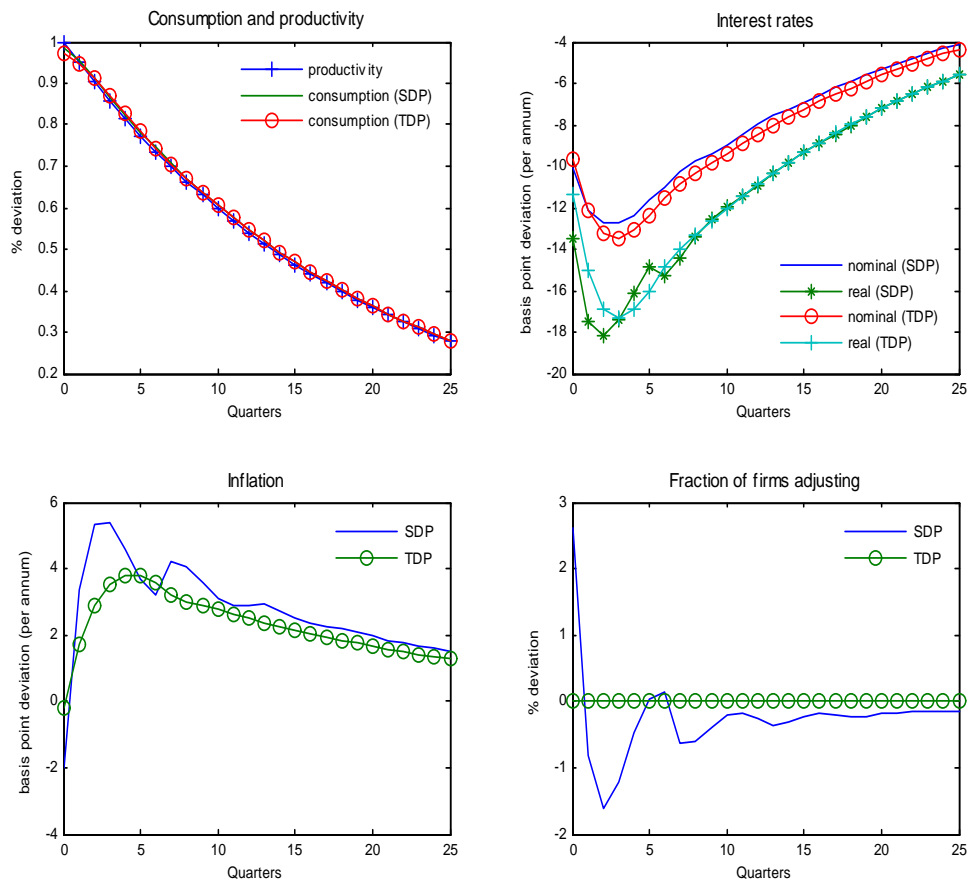 Consumption and productivity
% deviation
1
0.9
0.8
0.7
0.6
0.5
0.4
0.3
0.2
productivity
consumption (SDP)
consumption (TDP)
0 5 10 15 20 25
Quarters
Interest rates
basis point deviation (per annum)
-4
-6
-8
-10
-12
-14
-16
-18
-20
nominal (SDP)
real (SDP)
nominal (TDP)
real (TDP)
0 5 10 15 20 25
Quarters
Inflation
basis point deviation (per annum)
6
4
2
0
-2
-4
SDP
TDP
0 5 10 15 20 25
Quarters
Fraction of firms adjusting
% deviation
3
2
1
0
-1
-2
SDP
TDP
0 5 10 15 20 25
Quarters